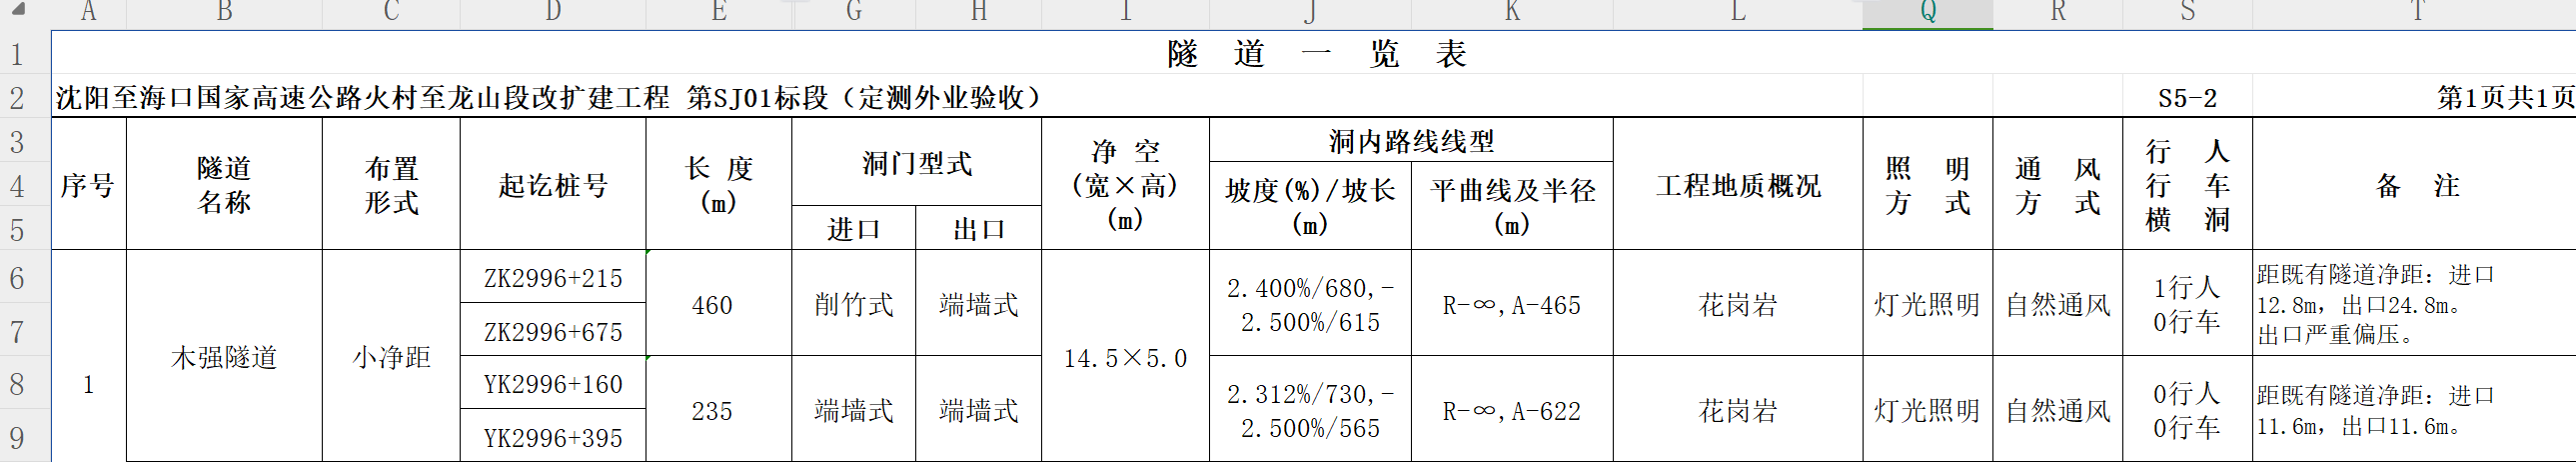 A B C D E G H I J K L Q R S T
1 隧 道 一 览 表
2 沈阳至海口国家高速公路火村至龙山段改扩建工程 第SJ01标段（定测外业验收） S5-2 第1页共1页
3
4
5
序号
隧道
名称
布置
形式
起讫桩号
长 度
(m)
洞门型式
进口 出口
净 空
(宽×高)
(m)
洞内路线线型
坡度(%)/坡长
(m)
平曲线及半径
(m)
工程地质概况
照 明
方 式
通 风
方 式
行 人
行 车
横 洞
备 注
6
7
8
9
1
木强隧道
小净距
ZK2996+215
ZK2996+675
460
削竹式
端墙式
14.5×5.0
2.400%/680,-
2.500%/615
R-∞,A-465
花岗岩
灯光照明
自然通风
1行人
0行车
距既有隧道净距：进口
12.8m，出口24.8m。
出口严重偏压。
YK2996+160
YK2996+395
235
端墙式
端墙式
2.312%/730,-
2.500%/565
R-∞,A-622
花岗岩
灯光照明
自然通风
0行人
0行车
距既有隧道净距：进口
11.6m，出口11.6m。